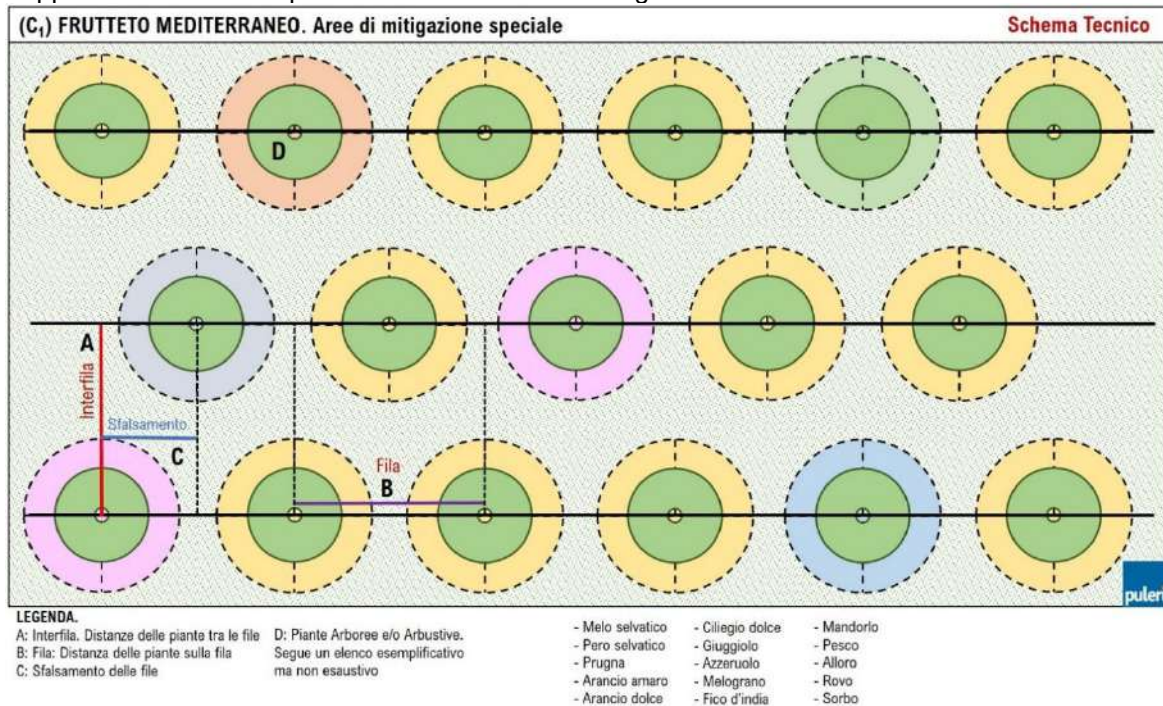 (C₁) FRUTTETO MEDITERRANEO. Aree di mitigazione speciale
Schema Tecnico
D
A
Interfila
Sfalsamento
C
Fila
B
puleri
LEGENDA.
A: Interfila. Distanze delle piante tra le file
B: Fila: Distanza delle piante sulla fila
C: Sfalsamento delle file
D: Piante Arboree e/o Arbustive.
Segue un elenco esemplificativo
ma non esaustivo
- Melo selvatico
- Pero selvatico
- Prugna
- Arancio amaro
- Arancio dolce
- Ciliegio dolce
- Giuggiolo
- Azzeruolo
- Melograno
- Fico d'india
- Mandorlo
- Pesco
- Alloro
- Rovo
- Sorbo